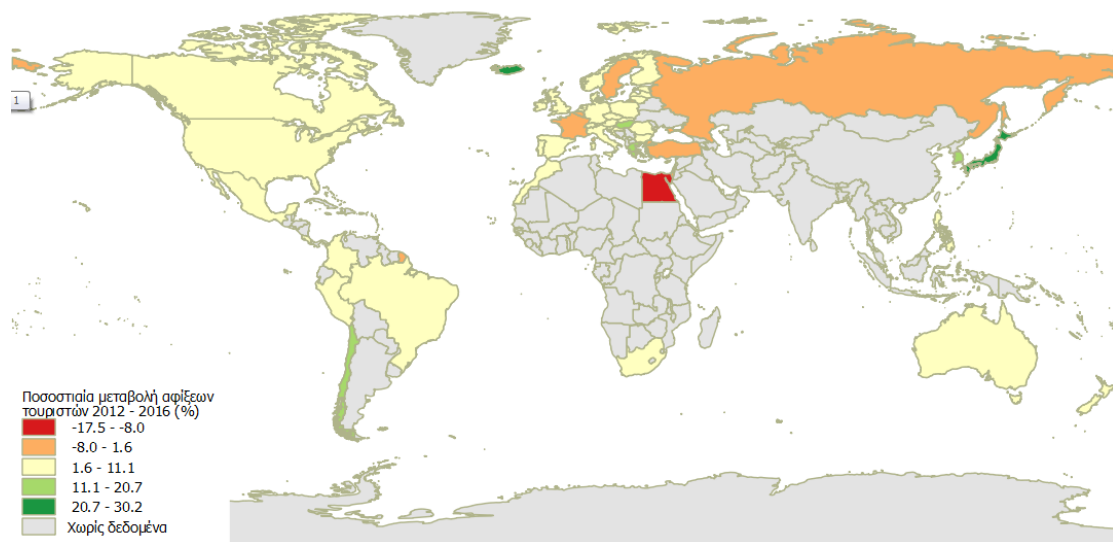 1
Ποσοστιαία μεταβολή αφίξεων
τουριστών 2012 - 2016 (%)
-17.5 - -8.0
-8.0 - 1.6
1.6 - 11.1
11.1 - 20.7
20.7 - 30.2
Χωρίς δεδομένα